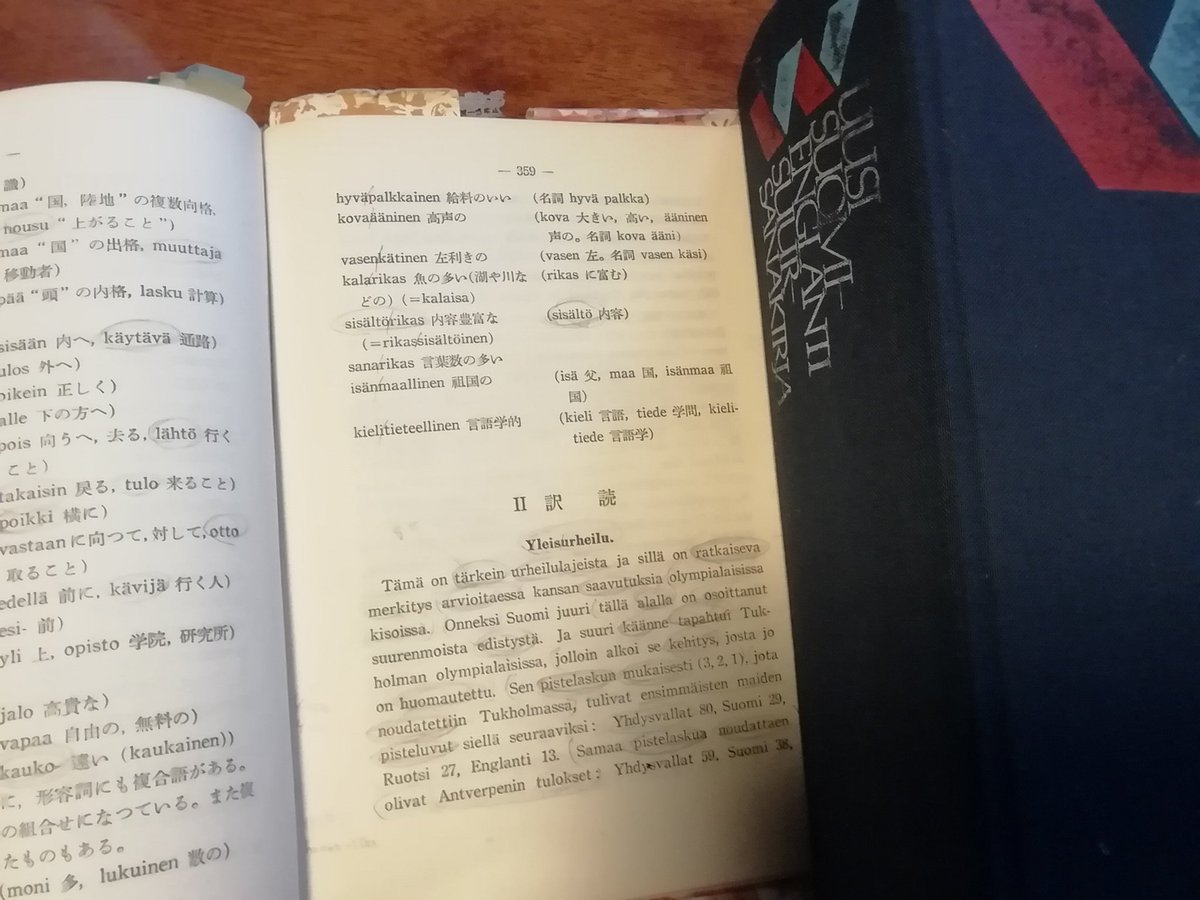 識)
maa “国, 陸地” の複数向格,
nousu “上がること”)
maa “国” の出格, muuttaja
移動者)
pää “頭” の内格, lasku 計算)
sisään 内へ, käytävä 通路)
ulos 外へ)
oikein 正しく)
alle 下の方へ)
pois 向うへ, 去る, lähtö 行く
こと)
takaisin 戻る, tulo 来ること)
poikki 横に)
vastaan に向つて, 対して, otto
取ること)
edellä 前に, kävijä 行く人)
esi- 前)
yli 上, opisto 学院, 研究所)
jalo 高貴な)
vapaa 自由の, 無料の)
kauko- 遠い (kaukainen))
に, 形容詞にも複合語がある。
の組合せになつている。また複
たものもある。
(moni 多, lukuinen 数の)
— 359 —
hyväpalkkainen 給料のいい (名詞 hyvä palkka)
kovaääninen 高声の (kova 大きい, 高い, ääninen
声の。名詞 kova ääni)
vasenkätinen 左利きの (vasen 左。名詞 vasen käsi)
kalarikas 魚の多い(湖や川な (rikas に富む)
どの) (=kalaisa)
sisältörikas 内容豊富な (sisältö 内容)
(=rikassisältöinen)
sanarikas 言葉数の多い
isänmaallinen 祖国の (isä 父, maa 国, isänmaa 祖
国)
kielitieteellinen 言語学的 (kieli 言語, tiede 学問, kieli-
tiede 言語学)
II 訳 読
Yleisurheilu.
Tämä on tärkein urheilulajeista ja sillä on ratkaiseva
merkitys arvioitaessa kansan saavutuksia olympialaisissa
kisoissa. Onneksi Suomi juuri tällä alalla on osoittanut
suurenmoista edistystä. Ja suuri käänne tapahtui Tuk-
holman olympialaisissa, jolloin alkoi se kehitys, josta jo
on huomautettu. Sen pistelaskun mukaisesti (3, 2, 1), jota
noudatettiin Tukholmassa, tulivat ensimmäisten maiden
pisteluvut siellä seuraaviksi: Yhdysvallat 80, Suomi 29,
Ruotsi 27, Englanti 13. Samaa pistelaskua noudattaen
olivat Antverpenin tulokset: Yhdysvallat 59, Suomi 38,
UUSI
SUOMI-
ENGLANTI
SUUR-
SANAKIRJA